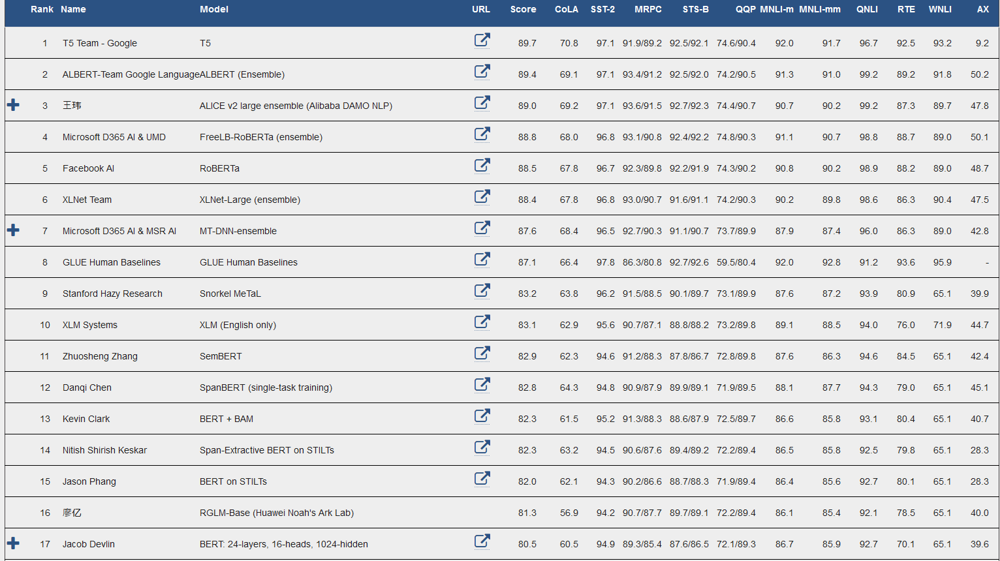 Rank Name Model URL Score CoLA SST-2 MRPC STS-B QQP MNLI-m MNLI-mm QNLI RTE WNLI AX
1 T5 Team - Google T5 89.7 70.8 97.1 91.9/89.2 92.5/92.1 74.6/90.4 92.0 91.7 96.7 92.5 93.2 9.2
2 ALBERT-Team Google Language ALBERT (Ensemble) 89.4 69.1 97.1 93.4/91.2 92.5/92.0 74.2/90.5 91.3 91.0 99.2 89.2 91.8 50.2
3 王玮 ALICE v2 large ensemble (Alibaba DAMO NLP) 89.0 69.2 97.1 93.6/91.5 92.7/92.3 74.4/90.7 90.7 90.2 99.2 87.3 89.7 47.8
4 Microsoft D365 AI & UMD FreeLB-RoBERTa (ensemble) 88.8 68.0 96.8 93.1/90.8 92.4/92.2 74.8/90.3 91.1 90.7 98.8 88.7 89.0 50.1
5 Facebook AI RoBERTa 88.5 67.8 96.7 92.3/89.8 92.2/91.9 74.3/90.2 90.8 90.2 98.9 88.2 89.0 48.7
6 XLNet Team XLNet-Large (ensemble) 88.4 67.8 96.8 93.0/90.7 91.6/91.1 74.2/90.3 90.2 89.8 98.6 86.3 90.4 47.5
7 Microsoft D365 AI & MSR AI MT-DNN-ensemble 87.6 68.4 96.5 92.7/90.3 91.1/90.7 73.7/89.9 87.9 87.4 96.0 86.3 89.0 42.8
8 GLUE Human Baselines GLUE Human Baselines 87.1 66.4 97.8 86.3/80.8 92.7/92.6 59.5/80.4 92.0 92.8 91.2 93.6 95.9 -
9 Stanford Hazy Research Snorkel MeTaL 83.2 63.8 96.2 91.5/88.5 90.1/89.7 73.1/89.9 87.6 87.2 93.9 80.9 65.1 39.9
10 XLM Systems XLM (English only) 83.1 62.9 95.6 90.7/87.1 88.8/88.2 73.2/89.8 89.1 88.5 94.0 76.0 71.9 44.7
11 Zhuosheng Zhang SemBERT 82.9 62.3 94.6 91.2/88.3 87.8/86.7 72.8/89.8 87.6 86.3 94.6 84.5 65.1 42.4
12 Danqi Chen SpanBERT (single-task training) 82.8 64.3 94.8 90.9/87.9 89.9/89.1 71.9/89.5 88.1 87.7 94.3 79.0 65.1 45.1
13 Kevin Clark BERT + BAM 82.3 61.5 95.2 91.3/88.3 88.6/87.9 72.5/89.7 86.6 85.8 93.1 80.4 65.1 40.7
14 Nitish Shirish Keskar Span-Extractive BERT on STILTs 82.3 63.2 94.5 90.6/87.6 89.4/89.2 72.2/89.4 86.5 85.8 92.5 79.8 65.1 28.3
15 Jason Phang BERT on STILTs 82.0 62.1 94.3 90.2/86.6 88.7/88.3 71.9/89.4 86.4 85.6 92.7 80.1 65.1 28.3
16 廖亿 RGLM-Base (Huawei Noah's Ark Lab) 81.3 56.9 94.2 90.7/87.7 89.7/89.1 72.2/89.4 86.1 85.4 92.1 78.5 65.1 40.0
17 Jacob Devlin BERT: 24-layers, 16-heads, 1024-hidden 80.5 60.5 94.9 89.3/85.4 87.6/86.5 72.1/89.3 86.7 85.9 92.7 70.1 65.1 39.6